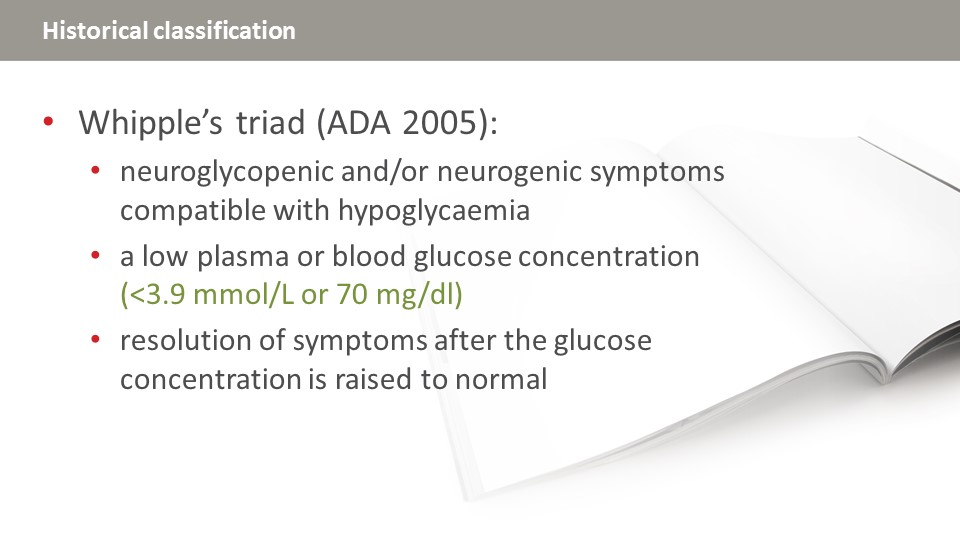 Historical classification
• Whipple’s triad (ADA 2005):
• neuroglycopenic and/or neurogenic symptoms
compatible with hypoglycaemia
• a low plasma or blood glucose concentration
(<3.9 mmol/L or 70 mg/dl)
• resolution of symptoms after the glucose
concentration is raised to normal